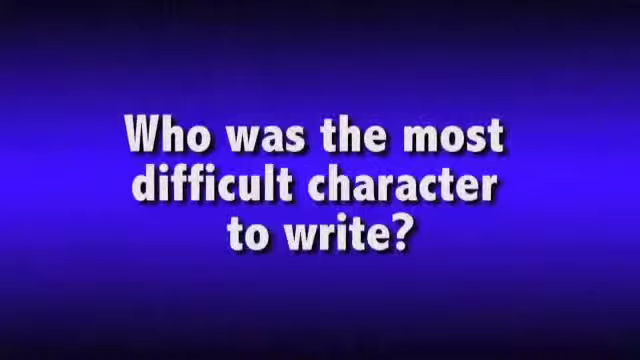 Who was the most
difficult character
to write?